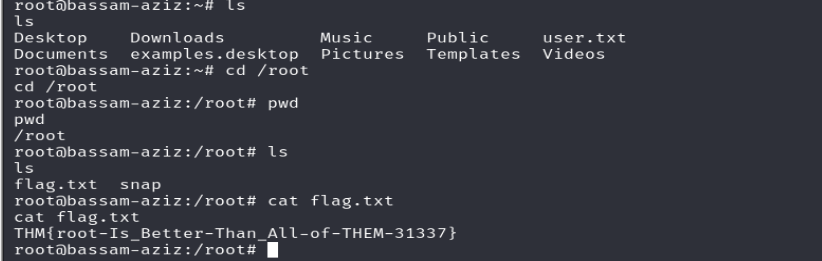 root@bassam-aziz:~# ls
ls
Desktop    Downloads         Music     Public     user.txt
Documents  examples.desktop  Pictures  Templates  Videos
root@bassam-aziz:~# cd /root
cd /root
root@bassam-aziz:/root# pwd
pwd
/root
root@bassam-aziz:/root# ls
ls
flag.txt  snap
root@bassam-aziz:/root# cat flag.txt
cat flag.txt
THM{root-Is_Better-Than_All-of-THEM-31337}
root@bassam-aziz:/root#